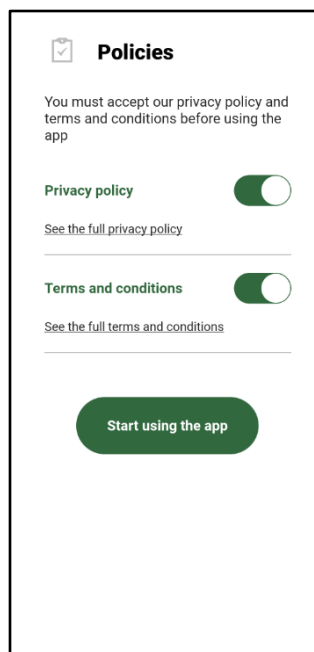 Policies
You must accept our privacy policy and
terms and conditions before using the
app
Privacy policy
See the full privacy policy
Terms and conditions
See the full terms and conditions
Start using the app